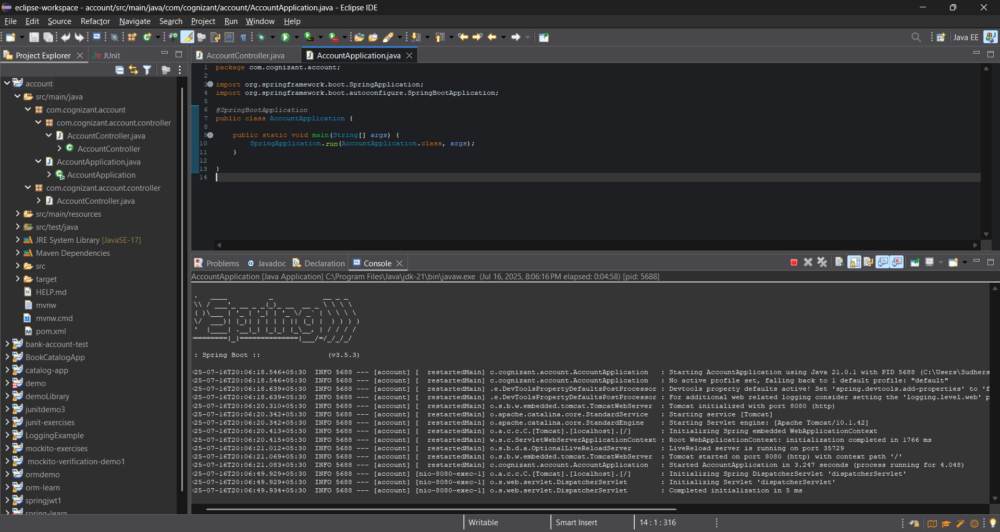 eclipse-workspace - account/src/main/java/com/cognizant/account/AccountApplication.java - Eclipse IDE
File Edit Source Refactor Navigate Search Project Run Window Help
Java EE
Project Explorer
JUnit
account
src/main/java
com.cognizant.account
com.cognizant.account.controller
AccountController.java
AccountController
AccountApplication.java
AccountApplication
com.cognizant.account.controller
AccountController.java
src/main/resources
src/test/java
JRE System Library [JavaSE-17]
Maven Dependencies
src
target
HELP.md
mvnw
mvnw.cmd
pom.xml
bank-account-test
BookCatalogApp
catalog-app
demo
demoLibrary
junitdemo3
junit-exercises
LoggingExample
mockito-exercises
mockito-verification-demo1
ormdemo
orm-learn
springjwt1
spring-learn
AccountController.java
AccountApplication.java
1 package com.cognizant.account;
2
3 import org.springframework.boot.SpringApplication;
4 import org.springframework.boot.autoconfigure.SpringBootApplication;
5
6 @SpringBootApplication
7 public class AccountApplication {
8
9 public static void main(String[] args) {
10 SpringApplication.run(AccountApplication.class, args);
11 }
12
13 }
14
Problems @ Javadoc Declaration Console
AccountApplication [Java Application] C:\Program Files\Java\jdk-21\bin\javaw.exe (Jul 16, 2025, 8:06:16 PM elapsed: 0:04:58) [pid: 5688]
: Spring Boot :: (v3.5.3)
25-07-16T20:06:18.546+05:30 INFO 5688 --- [account] [ restartedMain] c.cognizant.account.AccountApplication : Starting AccountApplication using Java 21.0.1 with PID 5688 (C:\Users\Sudhers
25-07-16T20:06:18.546+05:30 INFO 5688 --- [account] [ restartedMain] c.cognizant.account.AccountApplication : No active profile set, falling back to 1 default profile: "default"
25-07-16T20:06:18.639+05:30 INFO 5688 --- [account] [ restartedMain] .e.DevToolsPropertyDefaultsPostProcessor : Devtools property defaults active! Set 'spring.devtools.add-properties' to 'f
25-07-16T20:06:18.639+05:30 INFO 5688 --- [account] [ restartedMain] .e.DevToolsPropertyDefaultsPostProcessor : For additional web related logging consider setting the 'logging.level.web' p
25-07-16T20:06:20.310+05:30 INFO 5688 --- [account] [ restartedMain] o.s.b.w.embedded.tomcat.TomcatWebServer : Tomcat initialized with port 8080 (http)
25-07-16T20:06:20.342+05:30 INFO 5688 --- [account] [ restartedMain] o.apache.catalina.core.StandardService : Starting service [Tomcat]
25-07-16T20:06:20.342+05:30 INFO 5688 --- [account] [ restartedMain] o.apache.catalina.core.StandardEngine : Starting Servlet engine: [Apache Tomcat/10.1.42]
25-07-16T20:06:20.413+05:30 INFO 5688 --- [account] [ restartedMain] o.a.c.c.C.[Tomcat].[localhost].[/] : Initializing Spring embedded WebApplicationContext
25-07-16T20:06:20.415+05:30 INFO 5688 --- [account] [ restartedMain] w.s.c.ServletWebServerApplicationContext : Root WebApplicationContext: initialization completed in 1766 ms
25-07-16T20:06:21.012+05:30 INFO 5688 --- [account] [ restartedMain] o.s.b.d.a.OptionalLiveReloadServer : LiveReload server is running on port 35729
25-07-16T20:06:21.069+05:30 INFO 5688 --- [account] [ restartedMain] o.s.b.w.embedded.tomcat.TomcatWebServer : Tomcat started on port 8080 (http) with context path '/'
25-07-16T20:06:21.083+05:30 INFO 5688 --- [account] [ restartedMain] c.cognizant.account.AccountApplication : Started AccountApplication in 3.247 seconds (process running for 4.048)
25-07-16T20:06:49.929+05:30 INFO 5688 --- [account] [nio-8080-exec-1] o.a.c.c.C.[Tomcat].[localhost].[/] : Initializing Spring DispatcherServlet 'dispatcherServlet'
25-07-16T20:06:49.929+05:30 INFO 5688 --- [account] [nio-8080-exec-1] o.s.web.servlet.DispatcherServlet : Initializing Servlet 'dispatcherServlet'
25-07-16T20:06:49.934+05:30 INFO 5688 --- [account] [nio-8080-exec-1] o.s.web.servlet.DispatcherServlet : Completed initialization in 5 ms
Writable Smart Insert 14 : 1 : 316